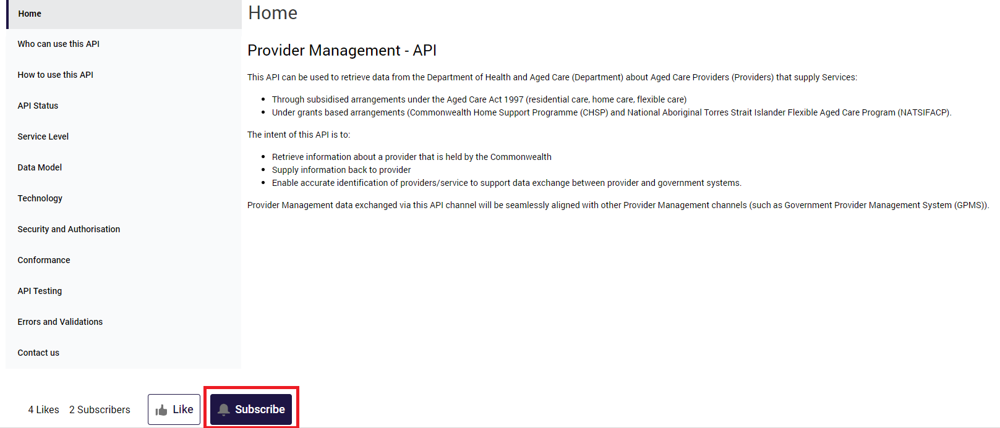 Home
Who can use this API
How to use this API
API Status
Service Level
Data Model
Technology
Security and Authorisation
Conformance
API Testing
Errors and Validations
Contact us
Home
Provider Management - API
This API can be used to retrieve data from the Department of Health and Aged Care (Department) about Aged Care Providers (Providers) that supply Services:
Through subsidised arrangements under the Aged Care Act 1997 (residential care, home care, flexible care)
Under grants based arrangements (Commonwealth Home Support Programme (CHSP) and National Aboriginal Torres Strait Islander Flexible Aged Care Program (NATSIFACP).
The intent of this API is to:
Retrieve information about a provider that is held by the Commonwealth
Supply information back to provider
Enable accurate identification of providers/service to support data exchange between provider and government systems.
Provider Management data exchanged via this API channel will be seamlessly aligned with other Provider Management channels (such as Government Provider Management System (GPMS)).
4 Likes 2 Subscribers Like Subscribe